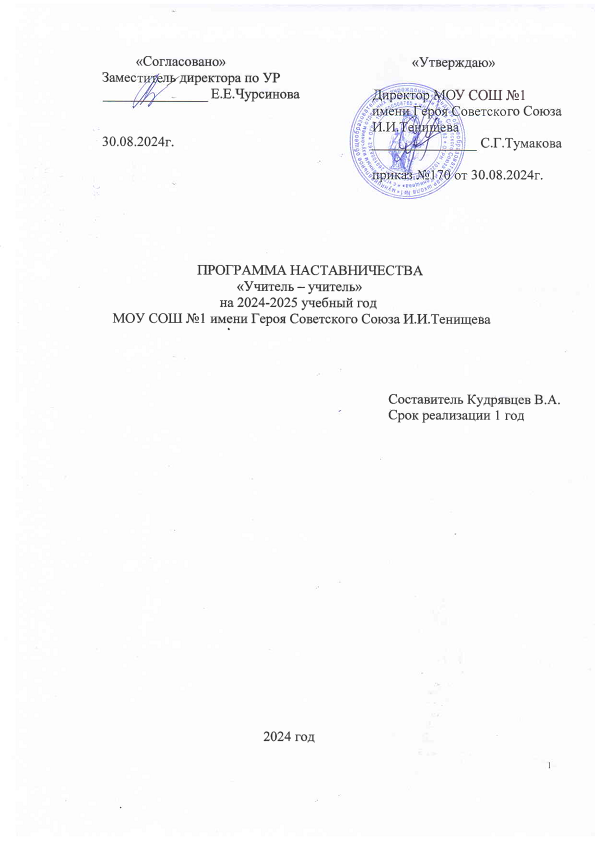 «Согласовано»
Заместитель директора по УР
Е.Е.Чурсинова
30.08.2024г.
«Утверждаю»
Директор МОУ СОШ №1
имени Героя Советского Союза
И.И.Тенищева
С.Г.Тумакова
приказ №170 от 30.08.2024г.
ПРОГРАММА НАСТАВНИЧЕСТВА
«Учитель – учитель»
на 2024-2025 учебный год
МОУ СОШ №1 имени Героя Советского Союза И.И.Тенищева
Составитель Кудрявцев В.А.
Срок реализации 1 год
2024 год
1